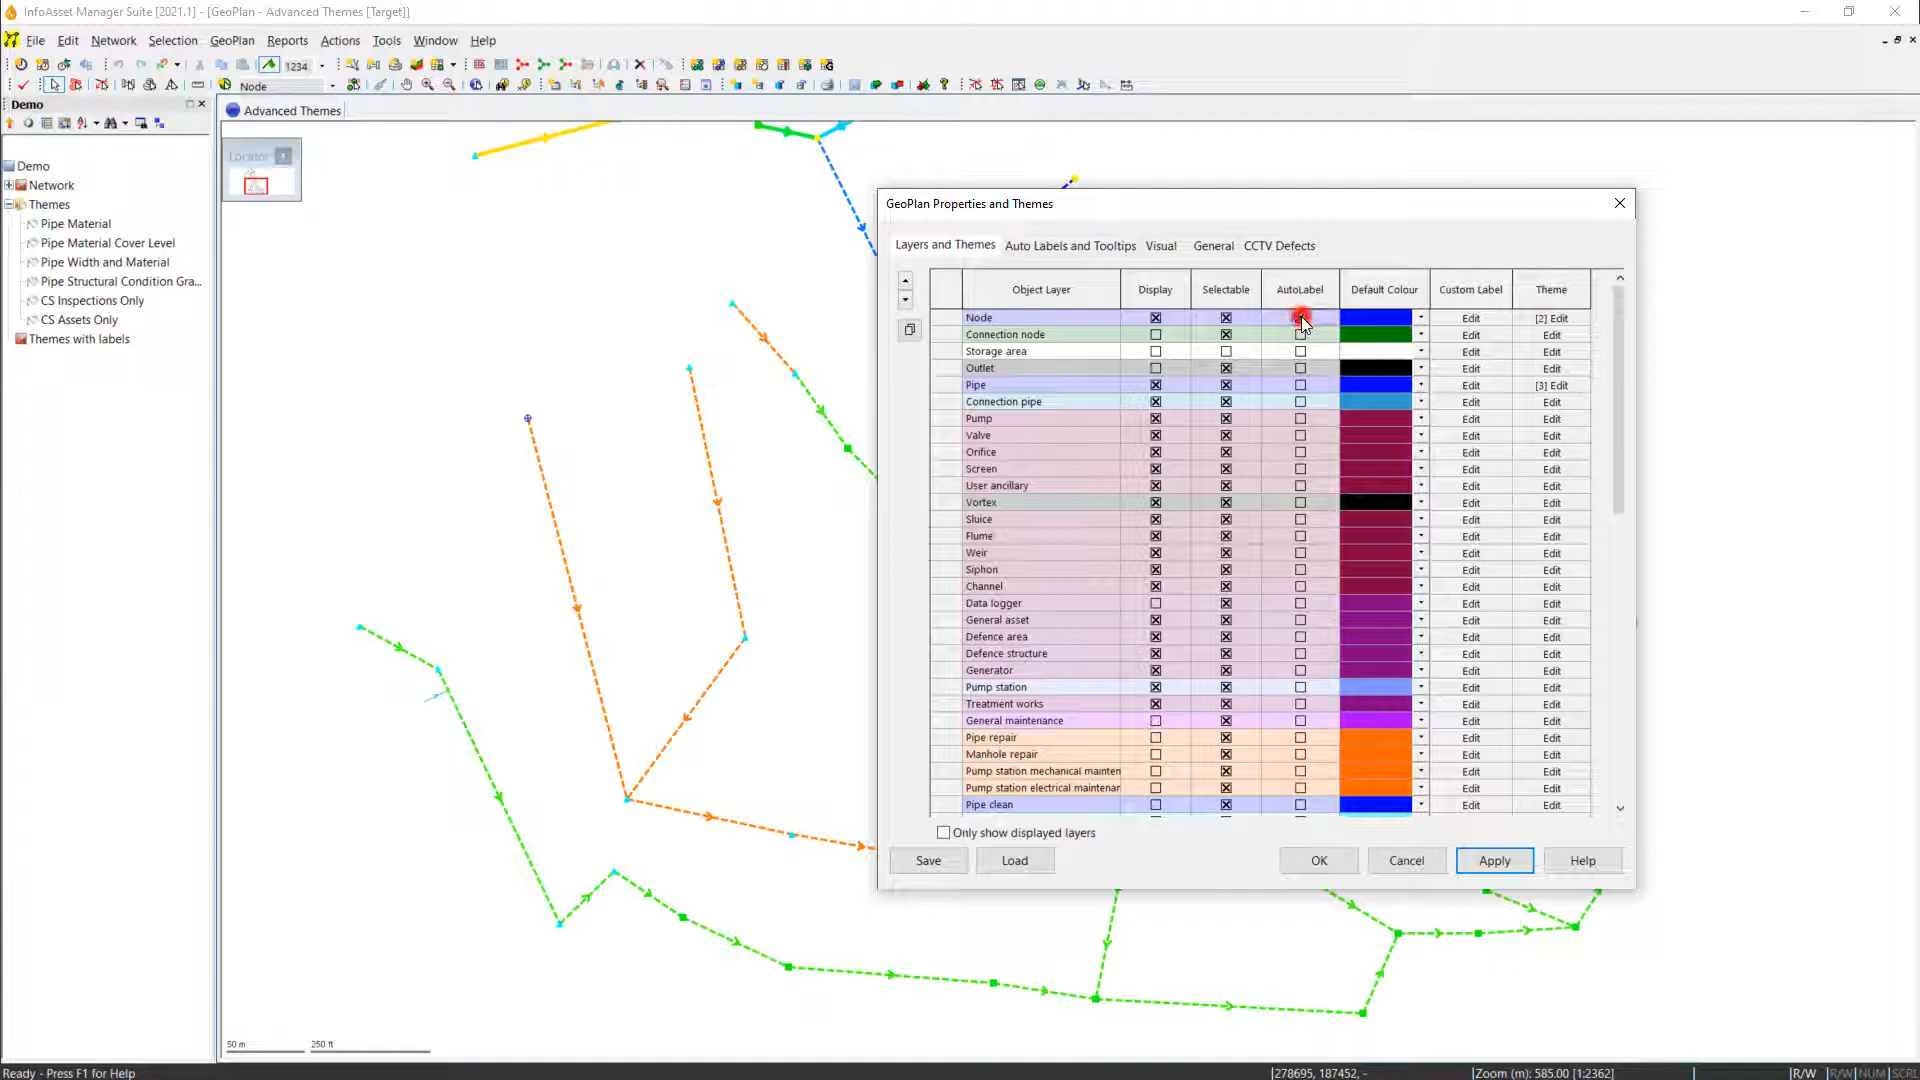 InfoAsset Manager Suite [2021.1] - [GeoPlan - Advanced Themes [Target]]
File Edit Network Selection GeoPlan Reports Actions Tools Window Help
1234
Node
Demo
Advanced Themes
Locator
Demo
Network
Themes
Pipe Material
Pipe Material Cover Level
Pipe Width and Material
Pipe Structural Condition Gra...
CS Inspections Only
CS Assets Only
Themes with labels
GeoPlan Properties and Themes
Layers and Themes Auto Labels and Tooltips Visual General CCTV Defects
Object Layer Display Selectable AutoLabel Default Colour Custom Label Theme
Node Edit [2] Edit
Connection node Edit Edit
Storage area Edit Edit
Outlet Edit Edit
Pipe Edit [3] Edit
Connection pipe Edit Edit
Pump Edit Edit
Valve Edit Edit
Orifice Edit Edit
Screen Edit Edit
User ancillary Edit Edit
Vortex Edit Edit
Sluice Edit Edit
Flume Edit Edit
Weir Edit Edit
Siphon Edit Edit
Channel Edit Edit
Data logger Edit Edit
General asset Edit Edit
Defence area Edit Edit
Defence structure Edit Edit
Generator Edit Edit
Pump station Edit Edit
Treatment works Edit Edit
General maintenance Edit Edit
Pipe repair Edit Edit
Manhole repair Edit Edit
Pump station mechanical mainten Edit Edit
Pump station electrical maintenar Edit Edit
Pipe clean Edit Edit
Only show displayed layers
Save Load OK Cancel Apply Help
50 m 250 ft
Ready - Press F1 for Help 278695, 187452, - Zoom (m): 585.00 [1:2362] R/W R/W NUM SCRL